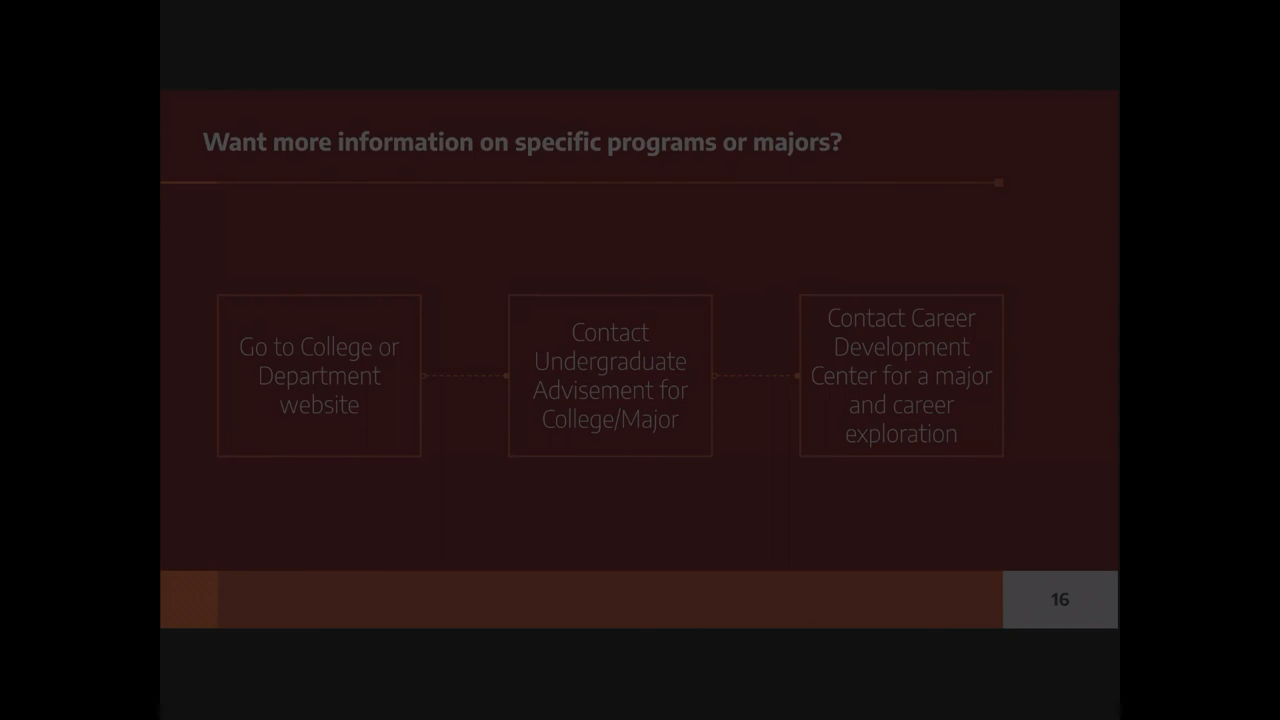 Want more information on specific programs or majors?
Go to College or
Department
website
Contact
Undergraduate
Advisement for
College/Major
Contact Career
Development
Center for a major
and career
exploration
16